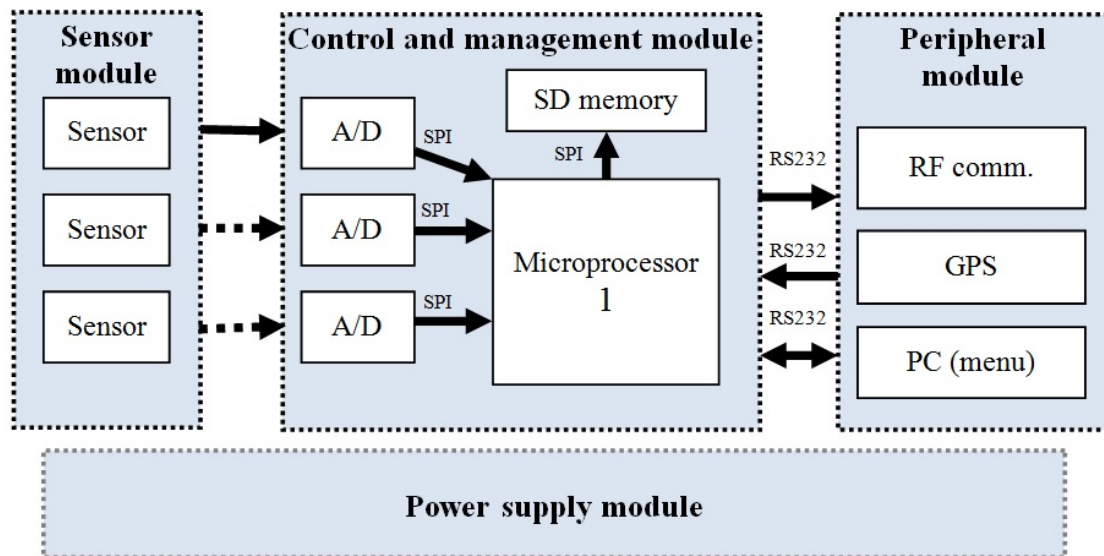 Sensor
module
Sensor
Sensor
Sensor
Control and management module
SD memory
A/D
SPI
SPI
A/D
SPI
A/D
SPI
Microprocessor
1
Peripheral
module
RS232
RF comm.
RS232
GPS
RS232
PC (menu)
Power supply module